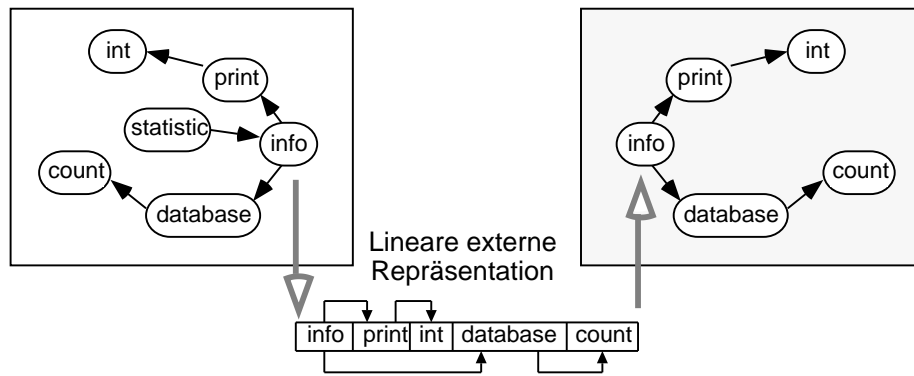 int
print
statistic
info
count
database
int
print
info
count
database
Lineare externe
Repräsentation
info print int database count